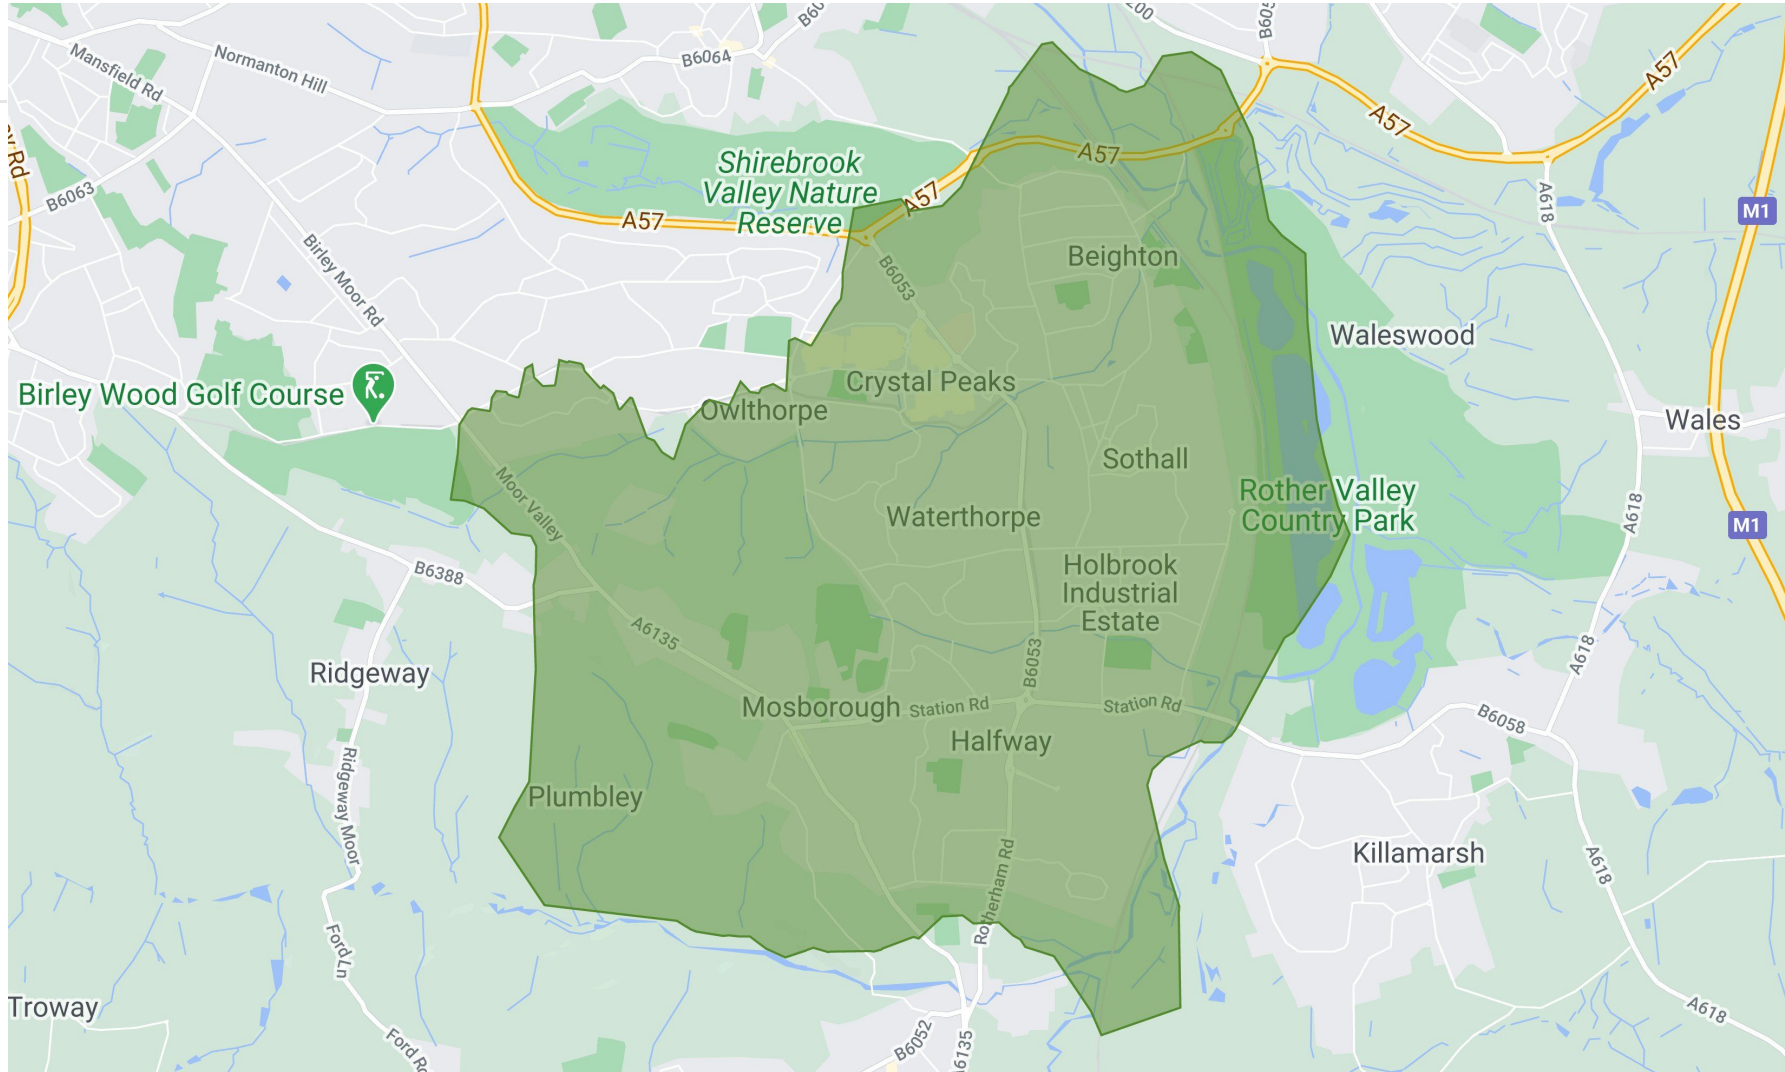 B6064
Mansfield Rd
Normanton Hill
A57
Shirebrook
Valley Nature
Reserve
A57
A57
A57
A57
M1
A618
B6063
A57
Birley Moor Rd
B6053
Beighton
Waleswood
Birley Wood Golf Course
Crystal Peaks
Owlthorpe
Wales
Sothall
Moor Valley
Rother Valley
Country Park
Waterthorpe
A618
M1
B6388
Holbrook
Industrial
Estate
A6135
A618
Ridgeway
B6053
Mosborough
Station Rd
Station Rd
B6058
Halfway
Ridgeway Moor
Plumbley
Killamarsh
A618
Rotherham Rd
Ford Ln
Troway
A618
B6052